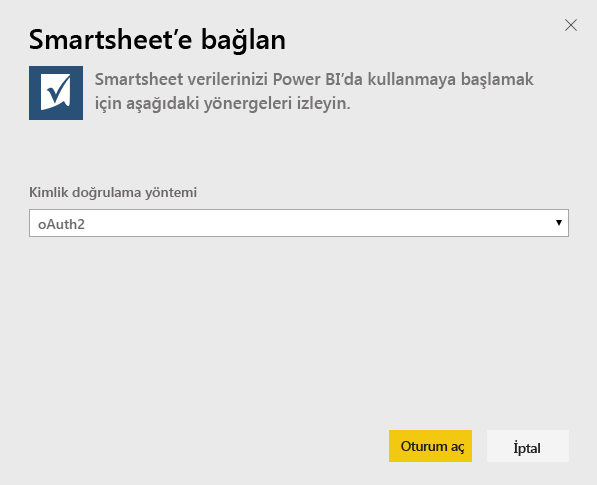 Smartsheet’e bağlan
Smartsheet verilerinizi Power BI’da kullanmaya başlamak
için aşağıdaki yönergeleri izleyin.
Kimlik doğrulama yöntemi
oAuth2
Oturum aç
İptal